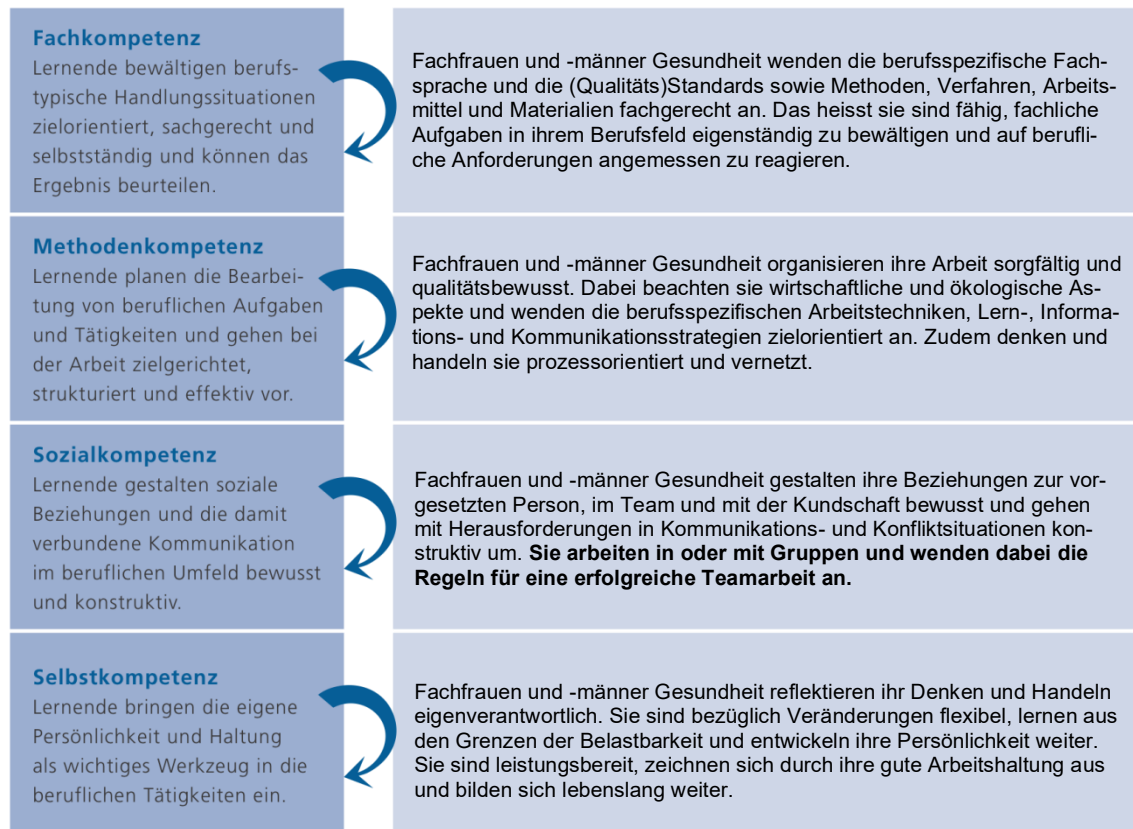 Fachkompetenz
Lernende bewältigen berufs-
typische Handlungssituationen
zielorientiert, sachgerecht und
selbstständig und können das
Ergebnis beurteilen.
Fachfrauen und -männer Gesundheit wenden die berufsspezifische Fach-
sprache und die (Qualitäts)Standards sowie Methoden, Verfahren, Arbeits-
mittel und Materialien fachgerecht an. Das heisst sie sind fähig, fachliche
Aufgaben in ihrem Berufsfeld eigenständig zu bewältigen und auf berufli-
che Anforderungen angemessen zu reagieren.
Methodenkompetenz
Lernende planen die Bearbei-
tung von beruflichen Aufgaben
und Tätigkeiten und gehen bei
der Arbeit zielgerichtet,
strukturiert und effektiv vor.
Fachfrauen und -männer Gesundheit organisieren ihre Arbeit sorgfältig und
qualitätsbewusst. Dabei beachten sie wirtschaftliche und ökologische As-
pekte und wenden die berufsspezifischen Arbeitstechniken, Lern-, Informa-
tions- und Kommunikationsstrategien zielorientiert an. Zudem denken und
handeln sie prozessorientiert und vernetzt.
Sozialkompetenz
Lernende gestalten soziale
Beziehungen und die damit
verbundene Kommunikation
im beruflichen Umfeld bewusst
und konstruktiv.
Fachfrauen und -männer Gesundheit gestalten ihre Beziehungen zur vor-
gesetzten Person, im Team und mit der Kundschaft bewusst und gehen
mit Herausforderungen in Kommunikations- und Konfliktsituationen kon-
struktiv um. Sie arbeiten in oder mit Gruppen und wenden dabei die
Regeln für eine erfolgreiche Teamarbeit an.
Selbstkompetenz
Lernende bringen die eigene
Persönlichkeit und Haltung
als wichtiges Werkzeug in die
beruflichen Tätigkeiten ein.
Fachfrauen und -männer Gesundheit reflektieren ihr Denken und Handeln
eigenverantwortlich. Sie sind bezüglich Veränderungen flexibel, lernen aus
den Grenzen der Belastbarkeit und entwickeln ihre Persönlichkeit weiter.
Sie sind leistungsbereit, zeichnen sich durch ihre gute Arbeitshaltung aus
und bilden sich lebenslang weiter.